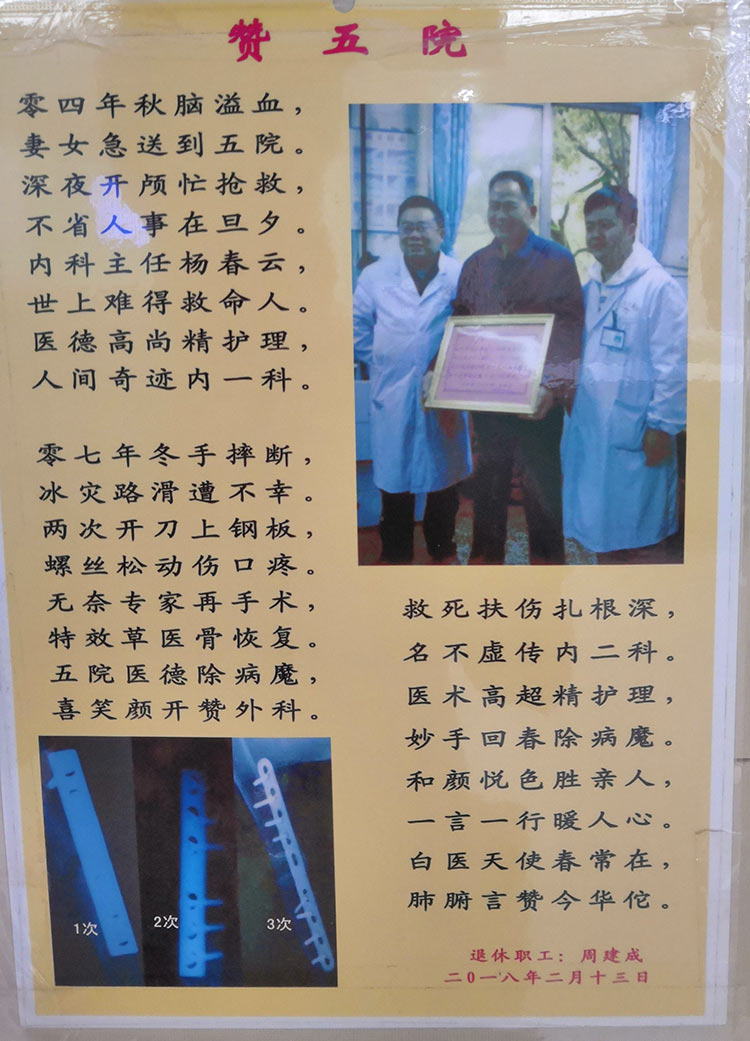 赞五院
零四年秋脑溢血，
妻女急送到五院。
深夜开颅忙抢救，
不省人事在旦夕。
内科主任杨春云，
世上难得救命人。
医德高尚精护理，
人间奇迹内一科。
零七年冬手摔断，
冰灾路滑遭不幸。
两次开刀上钢板，
螺丝松动伤口疼。
无奈专家再手术，
特效草医骨恢复。
五院医德除病魔，
喜笑颜开赞外科。
1次
2次
3次
救死扶伤扎根深，
名不虚传内二科。
医术高超精护理，
妙手回春除病魔。
和颜悦色胜亲人，
一言一行暖人心。
白医天使春常在，
肺腑言赞今华佗。
退休职工：周建成
二0一八年二月十三日